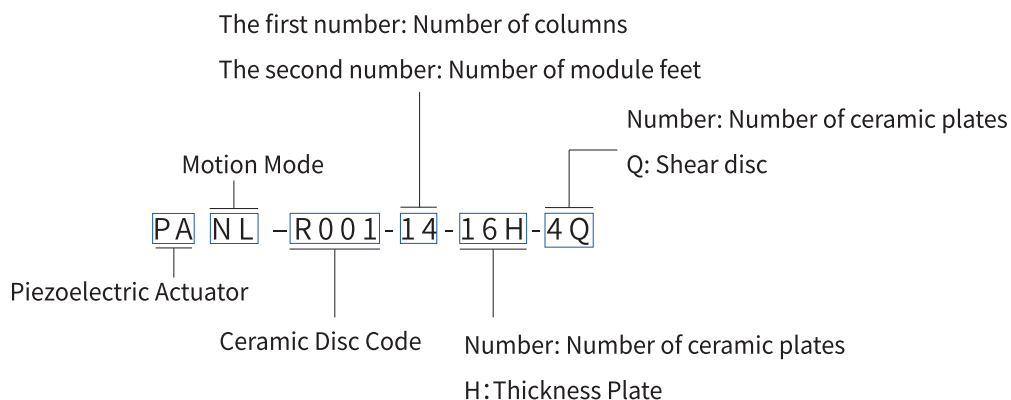 The first number: Number of columns
The second number: Number of module feet
Number: Number of ceramic plates
Q: Shear disc
Motion Mode
PA NL –R001-14-16H-4Q
Piezoelectric Actuator
Ceramic Disc Code
Number: Number of ceramic plates
H：Thickness Plate